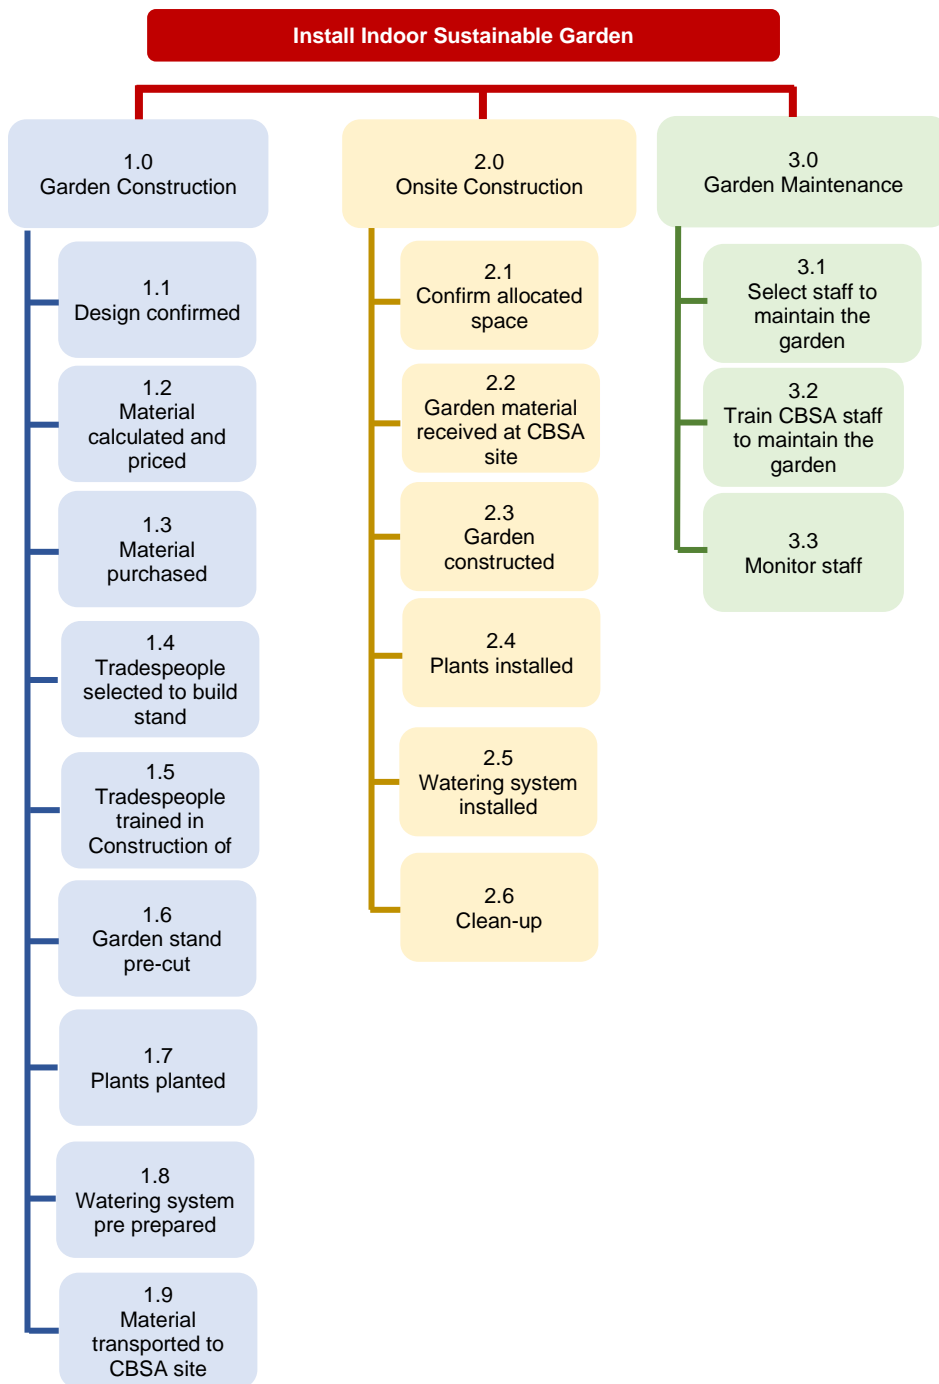 Install Indoor Sustainable Garden
1.0
Garden Construction
1.1
Design confirmed
1.2
Material
calculated and
priced
1.3
Material
purchased
1.4
Tradespeople
selected to build
stand
1.5
Tradespeople
trained in
Construction of
1.6
Garden stand
pre-cut
1.7
Plants planted
1.8
Watering system
pre prepared
1.9
Material
transported to
CBSA site
2.0
Onsite Construction
2.1
Confirm allocated
space
2.2
Garden material
received at CBSA
site
2.3
Garden
constructed
2.4
Plants installed
2.5
Watering system
installed
2.6
Clean-up
3.0
Garden Maintenance
3.1
Select staff to
maintain the
garden
3.2
Train CBSA staff
to maintain the
garden
3.3
Monitor staff